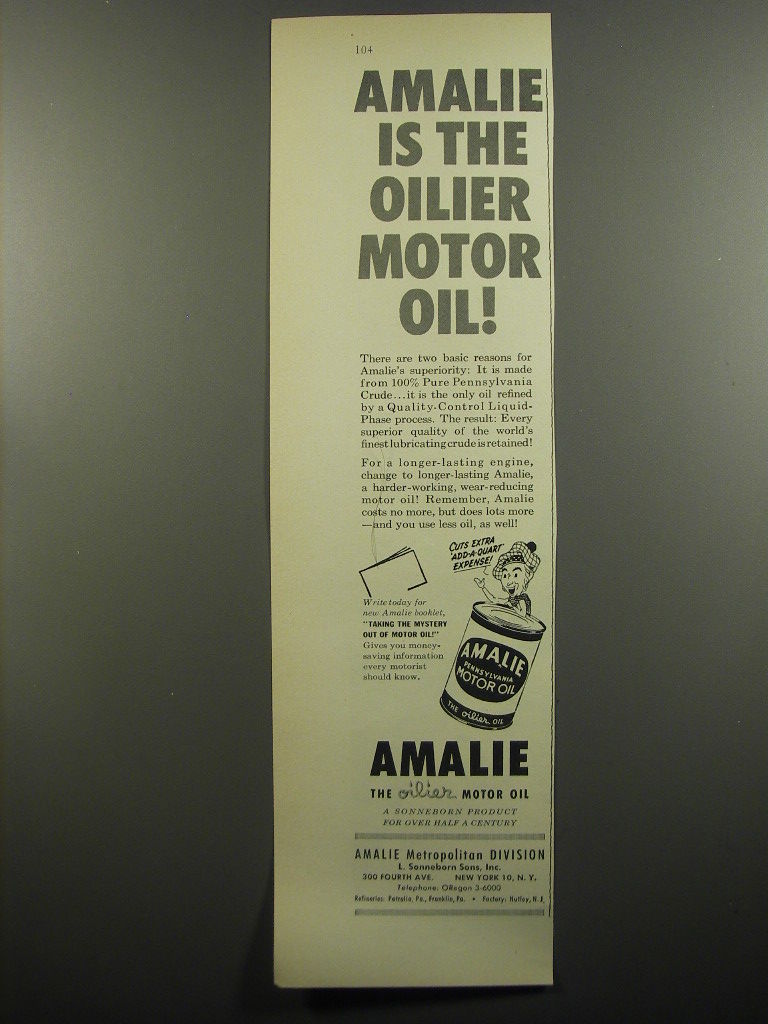 104
AMALIE
IS THE
OILIER
MOTOR
OIL!
There are two basic reasons for
Amalie's superiority: It is made
from 100% Pure Pennsylvania
Crude...it is the only oil refined
by a Quality-Control Liquid-
Phase process. The result: Every
superior quality of the world's
finest lubricating crude is retained!
For a longer-lasting engine,
change to longer-lasting Amalie,
a harder-working, wear-reducing
motor oil! Remember, Amalie
costs no more, but does lots more
—and you use less oil, as well!
CUTS EXTRA
"ADD-A-QUART"
EXPENSE!
Write today for
new Amalie booklet,
"TAKING THE MYSTERY
OUT OF MOTOR OIL!"
Gives you money-
saving information
every motorist
should know.
AMALIE
PENNSYLVANIA
MOTOR OIL
THE oilier OIL
AMALIE
THE oilier MOTOR OIL
A SONNEBORN PRODUCT
FOR OVER HALF A CENTURY
AMALIE Metropolitan DIVISION
L. Sonneborn Sons, Inc.
300 FOURTH AVE. NEW YORK 10, N. Y.
Telephone: ORegon 3-6000
Refineries: Petrolia, Pa., Franklin, Pa. • Factory: Nutley, N.J.